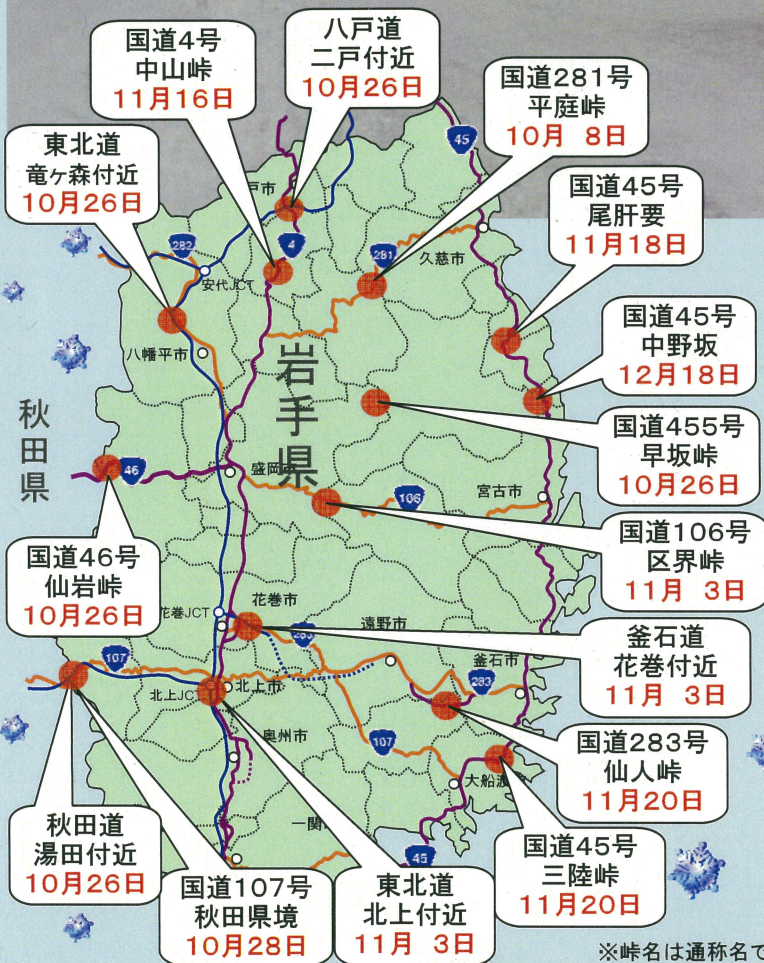 国道4号
中山峠
11月16日
八戸道
二戸付近
10月26日
国道281号
平庭峠
10月 8日
東北道
竜ヶ森付近
10月26日
国道45号
尾肝要
11月18日
国道45号
中野坂
12月18日
国道455号
早坂峠
10月26日
国道106号
区界峠
11月 3日
国道46号
仙岩峠
10月26日
釜石道
花巻付近
11月 3日
国道283号
仙人峠
11月20日
国道45号
三陸峠
11月20日
秋田道
湯田付近
10月26日
国道107号
秋田県境
10月28日
東北道
北上付近
11月 3日
45
戸市
282
4
281
久慈市
安代JCT
八幡平市
岩手県
秋田県
46
盛岡市
106
宮古市
花巻JCT
花巻市
283
遠野市
釜石市
107
北上JCT
北上市
283
奥州市
107
大船渡
一関
45
※峠名は通称名で